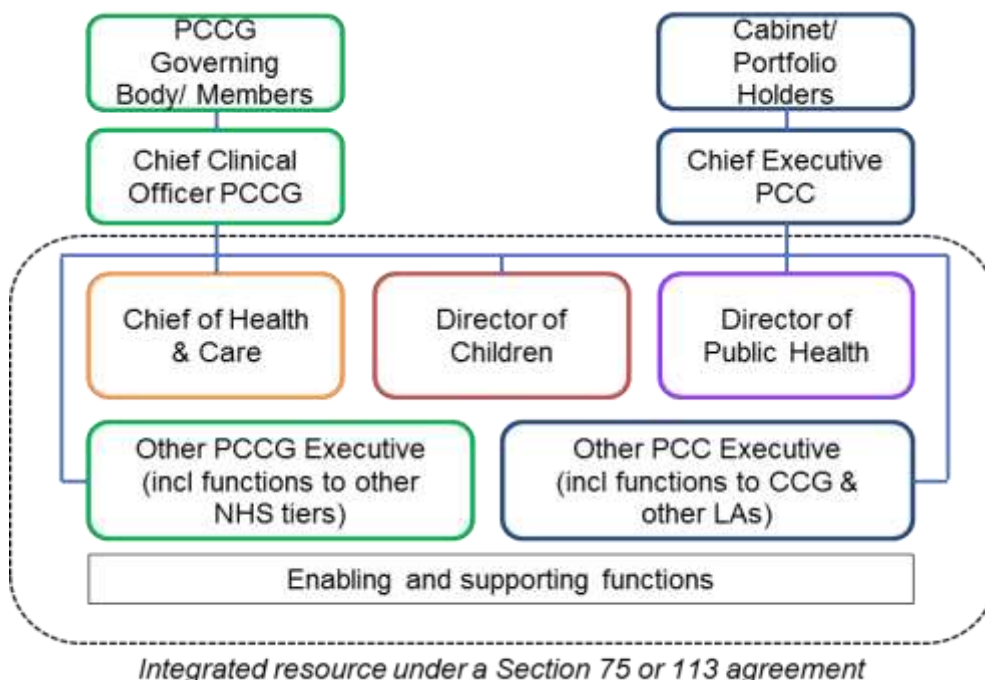 PCCG
Governing
Body/ Members
Cabinet/
Portfolio
Holders
Chief Clinical
Officer PCCG
Chief Executive
PCC
Chief of Health
& Care
Director of
Children
Director of
Public Health
Other PCCG Executive
(incl functions to other
NHS tiers)
Other PCC Executive
(incl functions to CCG &
other LAs)
Enabling and supporting functions
Integrated resource under a Section 75 or 113 agreement